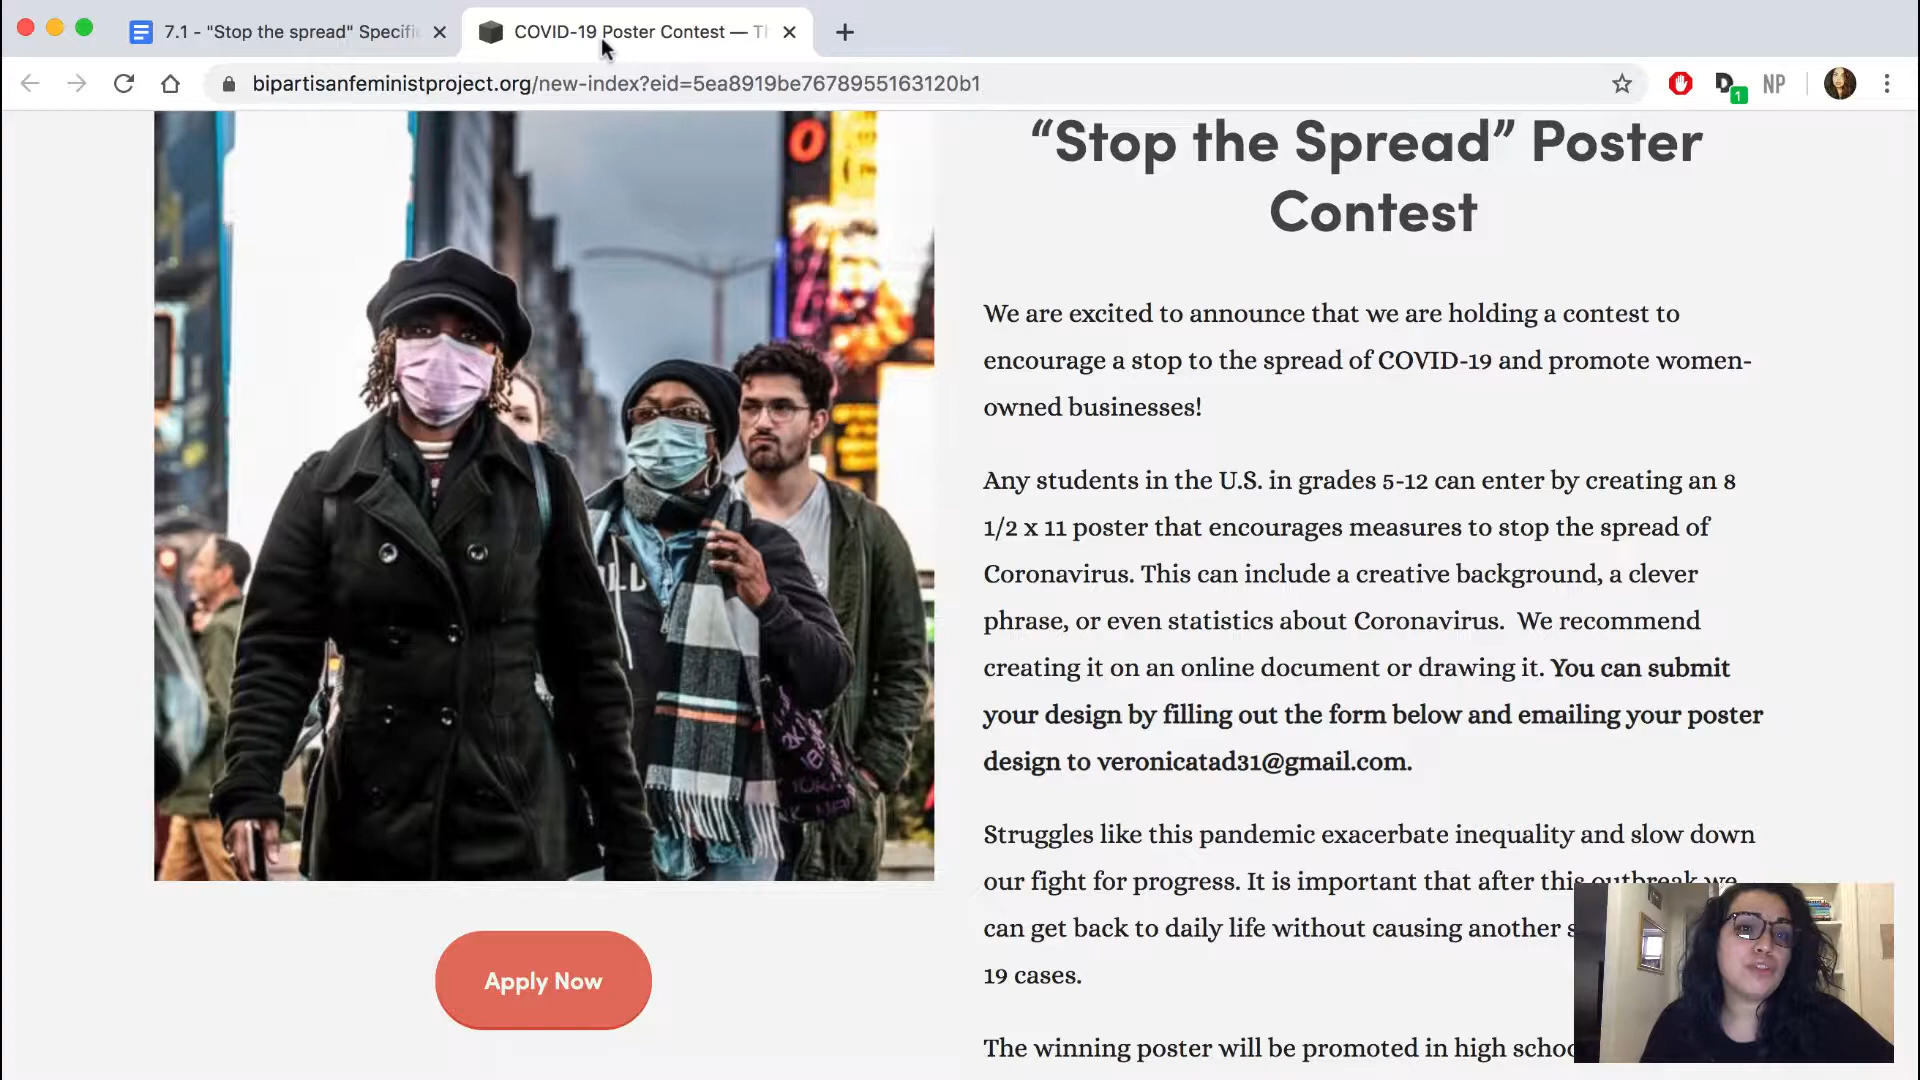 7.1 - "Stop the spread" Specifi
COVID-19 Poster Contest — Th
bipartisanfeministproject.org/new-index?eid=5ea8919be7678955163120b1
1
NP
“Stop the Spread” Poster
Contest
We are excited to announce that we are holding a contest to
encourage a stop to the spread of COVID-19 and promote women-
owned businesses!
Any students in the U.S. in grades 5-12 can enter by creating an 8
1/2 x 11 poster that encourages measures to stop the spread of
Coronavirus. This can include a creative background, a clever
phrase, or even statistics about Coronavirus. We recommend
creating it on an online document or drawing it. You can submit
your design by filling out the form below and emailing your poster
design to veronicatad31@gmail.com.
Struggles like this pandemic exacerbate inequality and slow down
our fight for progress. It is important that after this outbreak we
can get back to daily life without causing another s
19 cases.
The winning poster will be promoted in high schoo
Apply Now